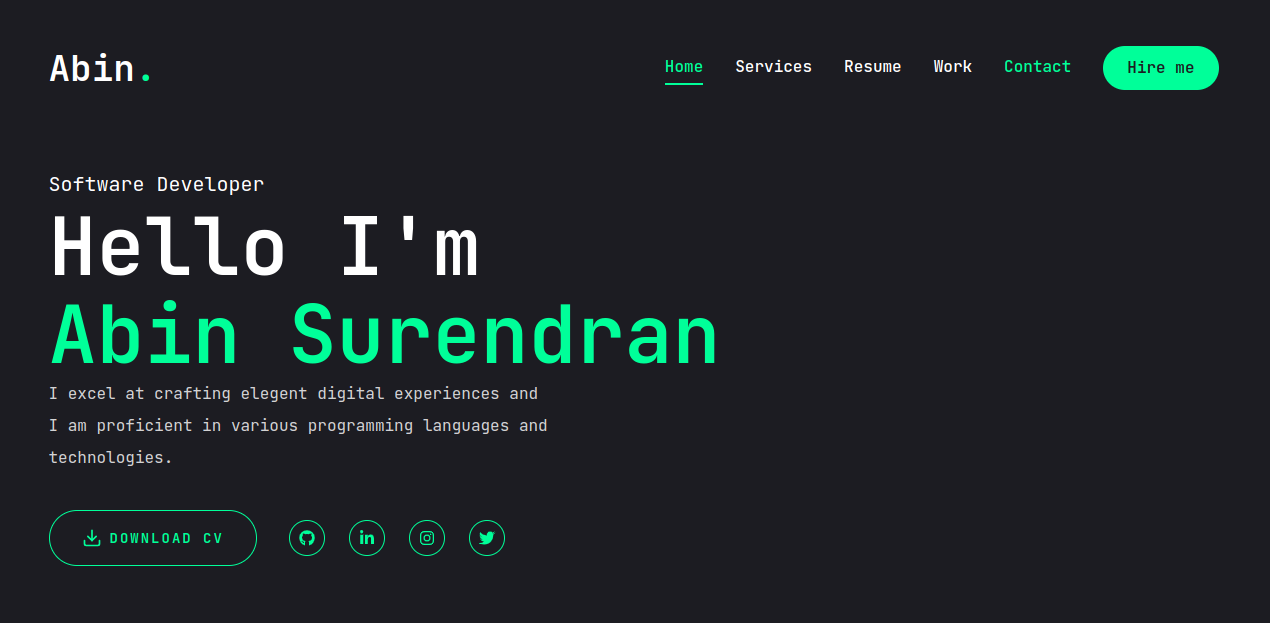 Abin.
Home Services Resume Work Contact Hire me
Software Developer
Hello I'm
Abin Surendran
I excel at crafting elegent digital experiences and
I am proficient in various programming languages and
technologies.
DOWNLOAD CV in